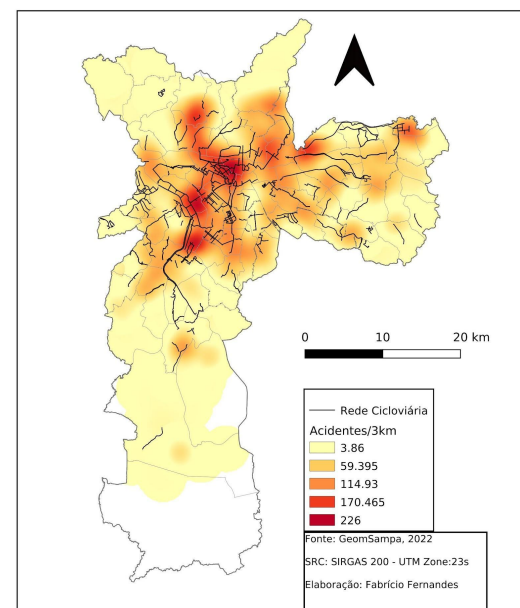 0 10 20 km
Rede Cicloviária
Acidentes/3km
3.86
59.395
114.93
170.465
226
Fonte: GeomSampa, 2022
SRC: SIRGAS 200 - UTM Zone:23s
Elaboração: Fabrício Fernandes